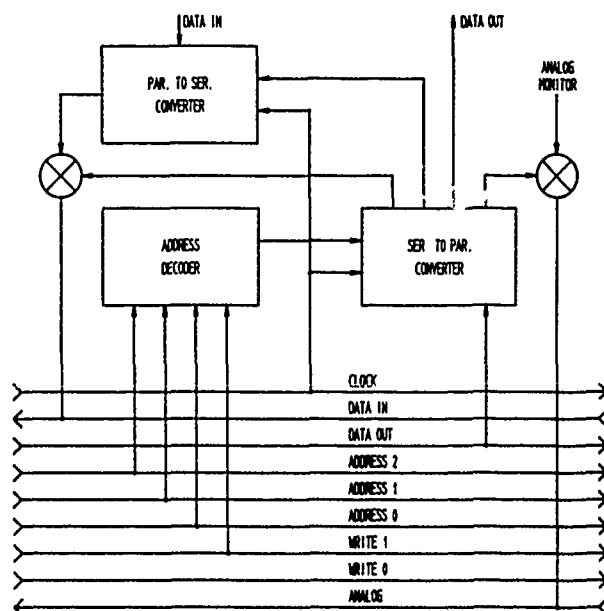 DATA IN
DATA OUT
PAR. TO SER.
CONVERTER
ANALOG
MONITOR
ADDRESS
DECODER
SER TO PAR.
CONVERTER
CLOCK
DATA IN
DATA OUT
ADDRESS 2
ADDRESS 1
ADDRESS 0
WRITE 1
WRITE 0
ANALOG